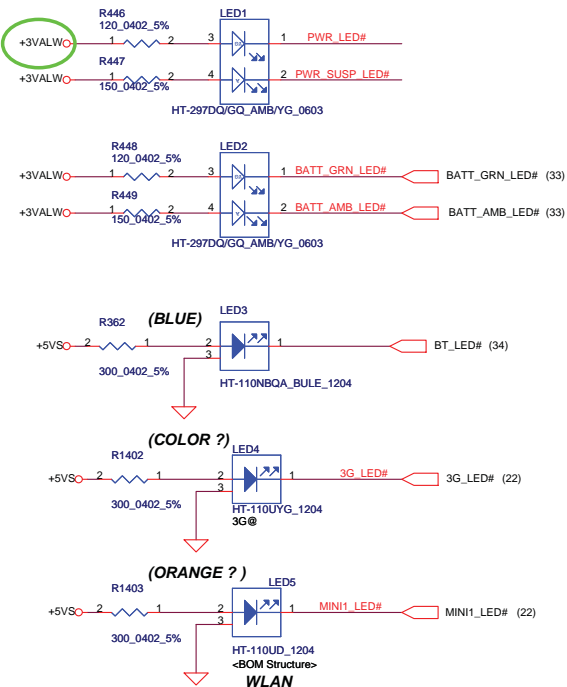 R446
120_0402_5%
LED1
+3VALW 1 2 3 1 PWR_LED#
R447
+3VALW 1 2 4 2 PWR_SUSP_LED#
150_0402_5%
HT-297DQ/GQ_AMB/YG_0603
R448
120_0402_5%
LED2
+3VALW 1 2 3 1 BATT_GRN_LED# BATT_GRN_LED# (33)
R449
+3VALW 1 2 4 2 BATT_AMB_LED# BATT_AMB_LED# (33)
150_0402_5%
HT-297DQ/GQ_AMB/YG_0603
LED3
R362 (BLUE)
+5VS 2 1 2 1 BT_LED# (34)
3
300_0402_5%
HT-110NBQA_BULE_1204
(COLOR ?)
R1402 LED4
+5VS 2 1 2 1 3G_LED# 3G_LED# (22)
3
300_0402_5%
HT-110UYG_1204
3G@
(ORANGE ? )
R1403 LED5
+5VS 2 1 2 1 MINI1_LED# MINI1_LED# (22)
3
300_0402_5%
HT-110UD_1204
<BOM Structure>
WLAN